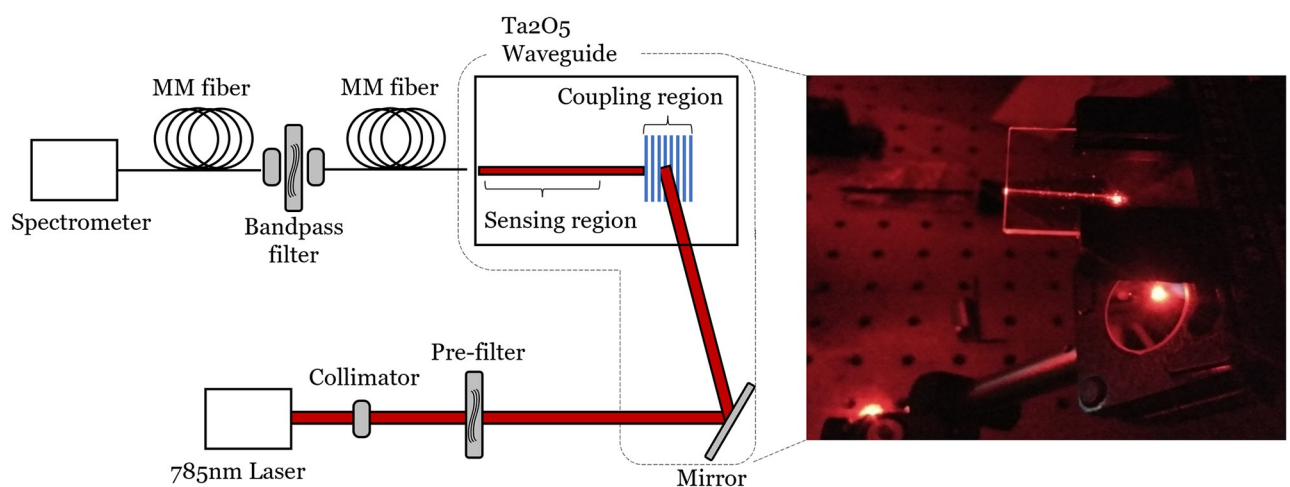 Ta2O5
Waveguide
MM fiber
MM fiber
Coupling region
Sensing region
Spectrometer
Bandpass
filter
Pre-filter
Collimator
785nm Laser
Mirror